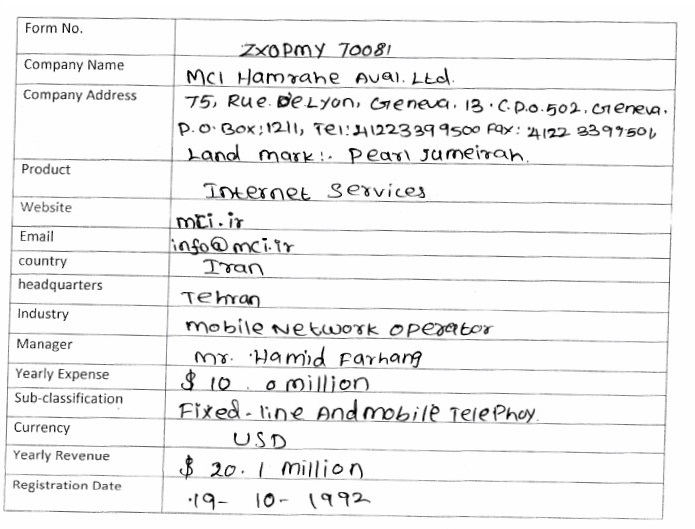 Form No.
ZXOPMY 70081
Company Name
MCI Hamrahe Aval. Ltd.
Company Address
75, Rue De Lyon, Geneva. 13. C.P.O. 502, Geneva.
P.O. Box: 1211, Tel: 41223399500 Fax: 4122 3399501
Land mark:. Pearl Jumeirah.
Product
Internet Services
Website
mci.ir
Email
info@mci.ir
country
Iran
headquarters
Tehran
Industry
Mobile Network Operator
Manager
Mr. Hamid Farhang
Yearly Expense
$ 10 . 0 million
Sub-classification
Fixed-line And mobile Telephoy.
Currency
USD
Yearly Revenue
$ 20.1 million
Registration Date
19- 10- 1992